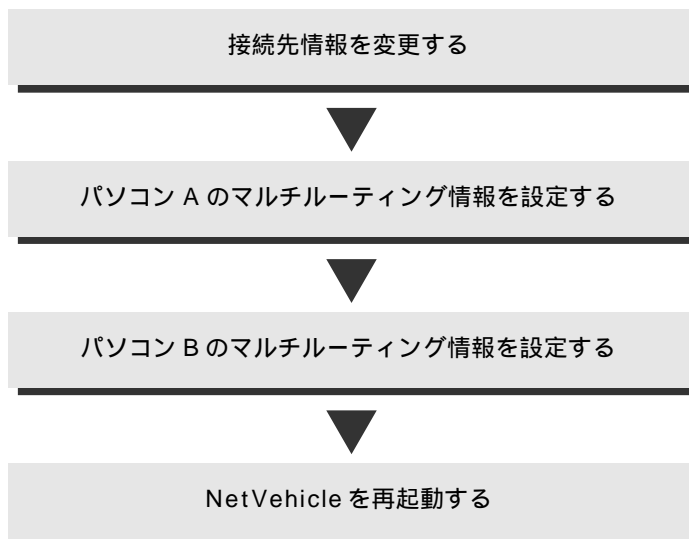 接続先情報を変更する
パソコン A のマルチルーティング情報を設定する
パソコン B のマルチルーティング情報を設定する
NetVehicle を再起動する